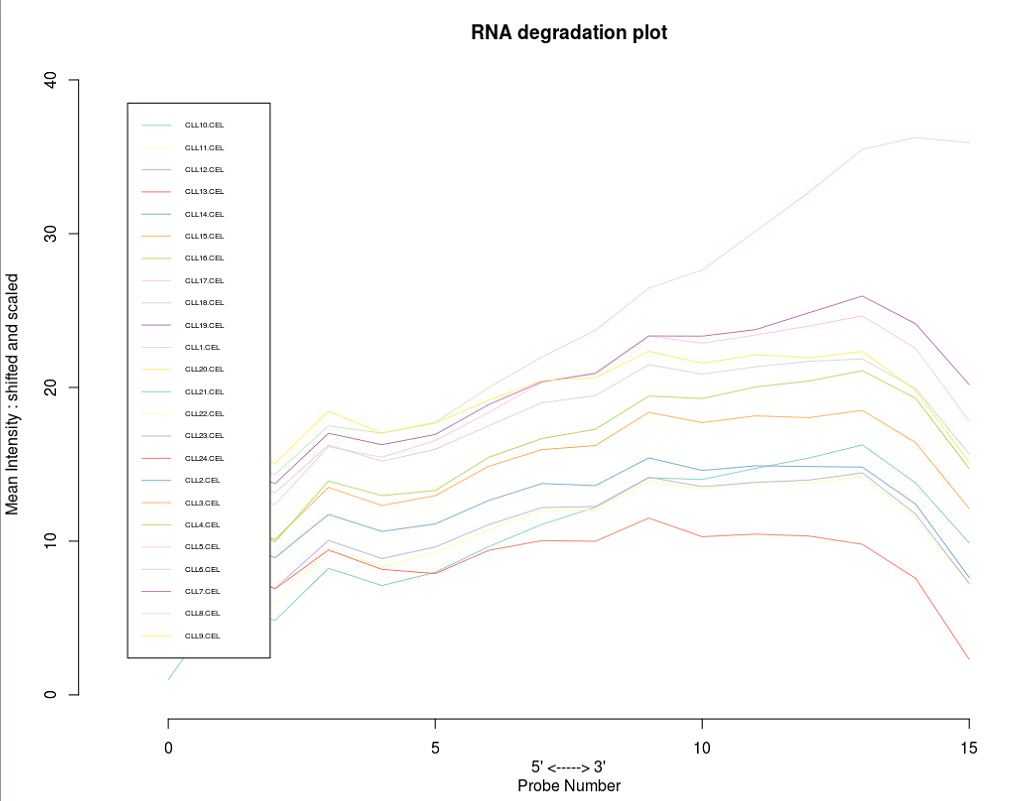 RNA degradation plot
Mean Intensity : shifted and scaled
40
30
20
10
0
CLL10.CEL
CLL11.CEL
CLL12.CEL
CLL13.CEL
CLL14.CEL
CLL15.CEL
CLL16.CEL
CLL17.CEL
CLL18.CEL
CLL19.CEL
CLL1.CEL
CLL20.CEL
CLL21.CEL
CLL22.CEL
CLL23.CEL
CLL24.CEL
CLL2.CEL
CLL3.CEL
CLL4.CEL
CLL5.CEL
CLL6.CEL
CLL7.CEL
CLL8.CEL
CLL9.CEL
0 5 10 15
5' <-----> 3'
Probe Number